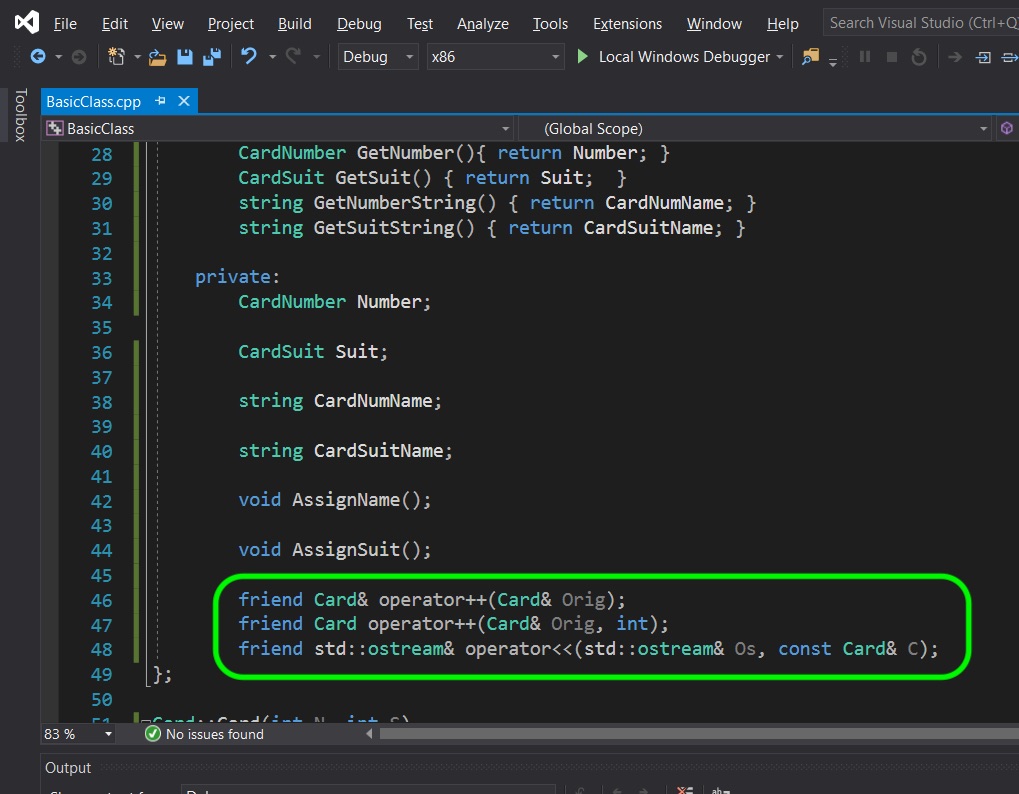 File Edit View Project Build Debug Test Analyze Tools Extensions Window Help Search Visual Studio (Ctrl+Q)
Debug x86 Local Windows Debugger
Toolbox
BasicClass.cpp
BasicClass (Global Scope)
28 CardNumber GetNumber(){ return Number; }
29 CardSuit GetSuit() { return Suit;  }
30 string GetNumberString() { return CardNumName; }
31 string GetSuitString() { return CardSuitName; }
32
33 private:
34 CardNumber Number;
35
36 CardSuit Suit;
37
38 string CardNumName;
39
40 string CardSuitName;
41
42 void AssignName();
43
44 void AssignSuit();
45
46 friend Card& operator++(Card& Orig);
47 friend Card operator++(Card& Orig, int);
48 friend std::ostream& operator<<(std::ostream& Os, const Card& C);
49 };
50
51 Card::Card(int N, int S)
83 % No issues found
Output